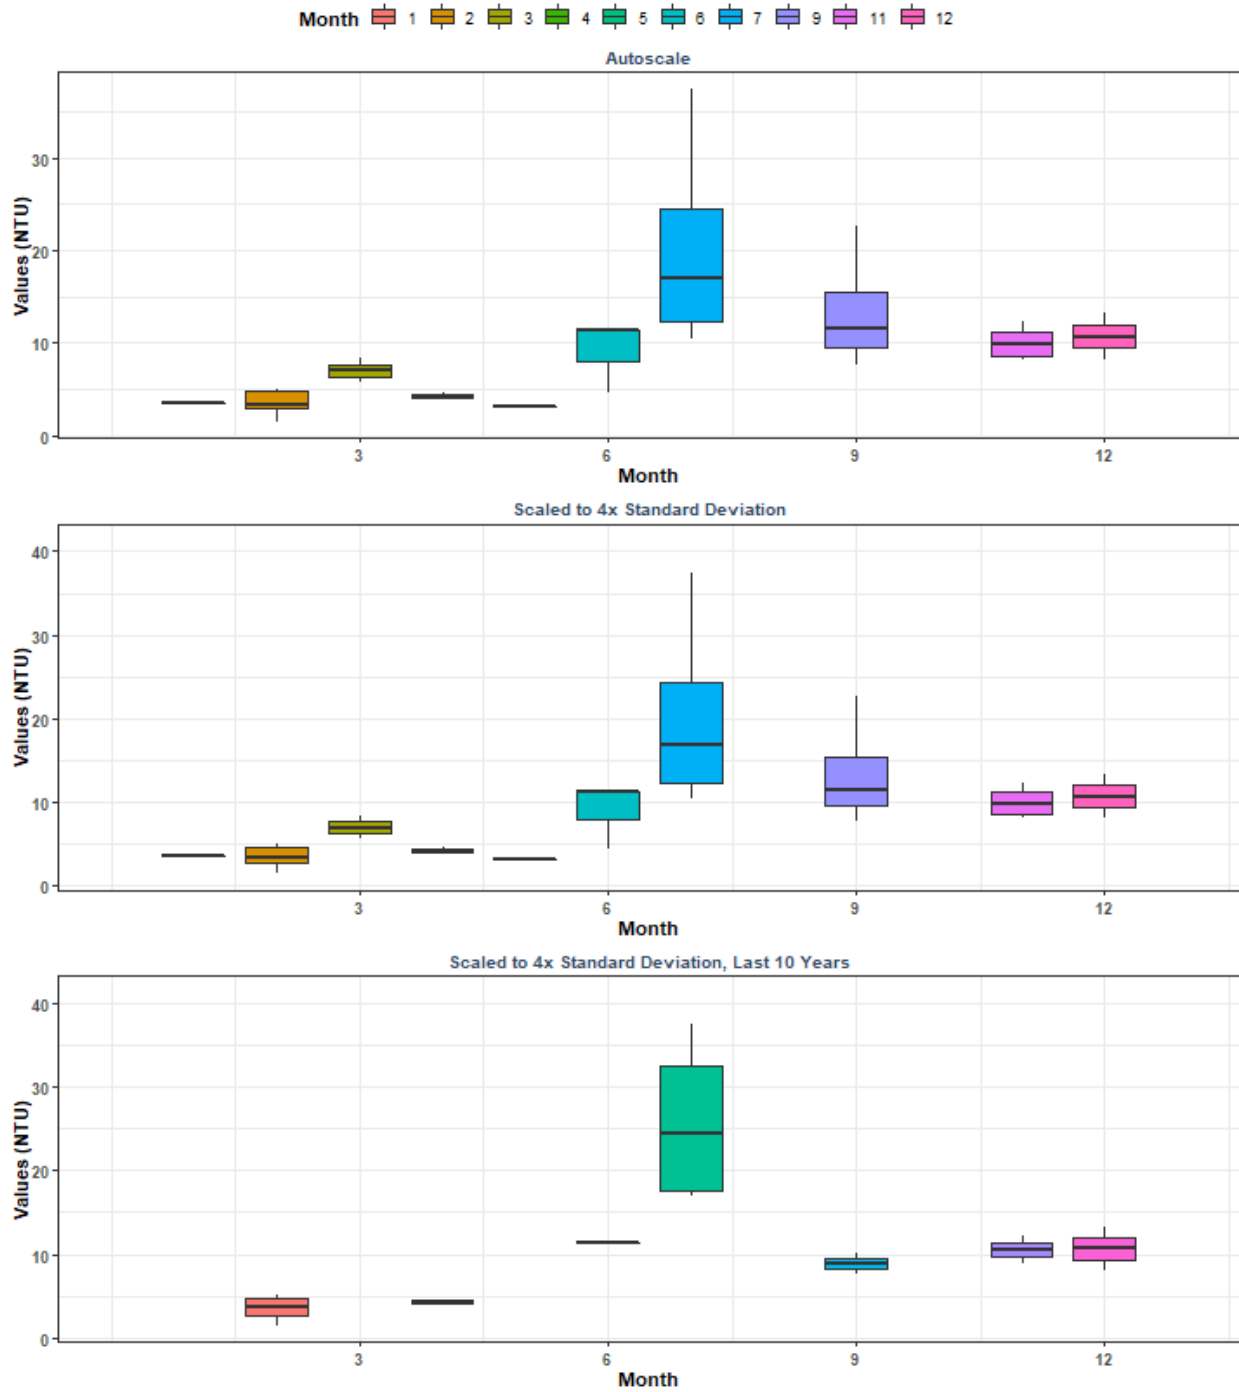 Month 1 2 3 4 5 6 7 9 11 12
Autoscale
Values (NTU)
30
20
10
0
3 6 9 12
Month
Scaled to 4x Standard Deviation
Values (NTU)
40
30
20
10
0
3 6 9 12
Month
Scaled to 4x Standard Deviation, Last 10 Years
Values (NTU)
40
30
20
10
0
3 6 9 12
Month